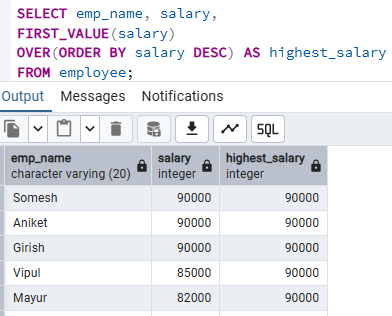 SELECT emp_name, salary,
FIRST_VALUE(salary)
OVER(ORDER BY salary DESC) AS highest_salary
FROM employee;
Output Messages Notifications
SQL
emp_name salary highest_salary
character varying (20) integer integer
Somesh 90000 90000
Aniket 90000 90000
Girish 90000 90000
Vipul 85000 90000
Mayur 82000 90000